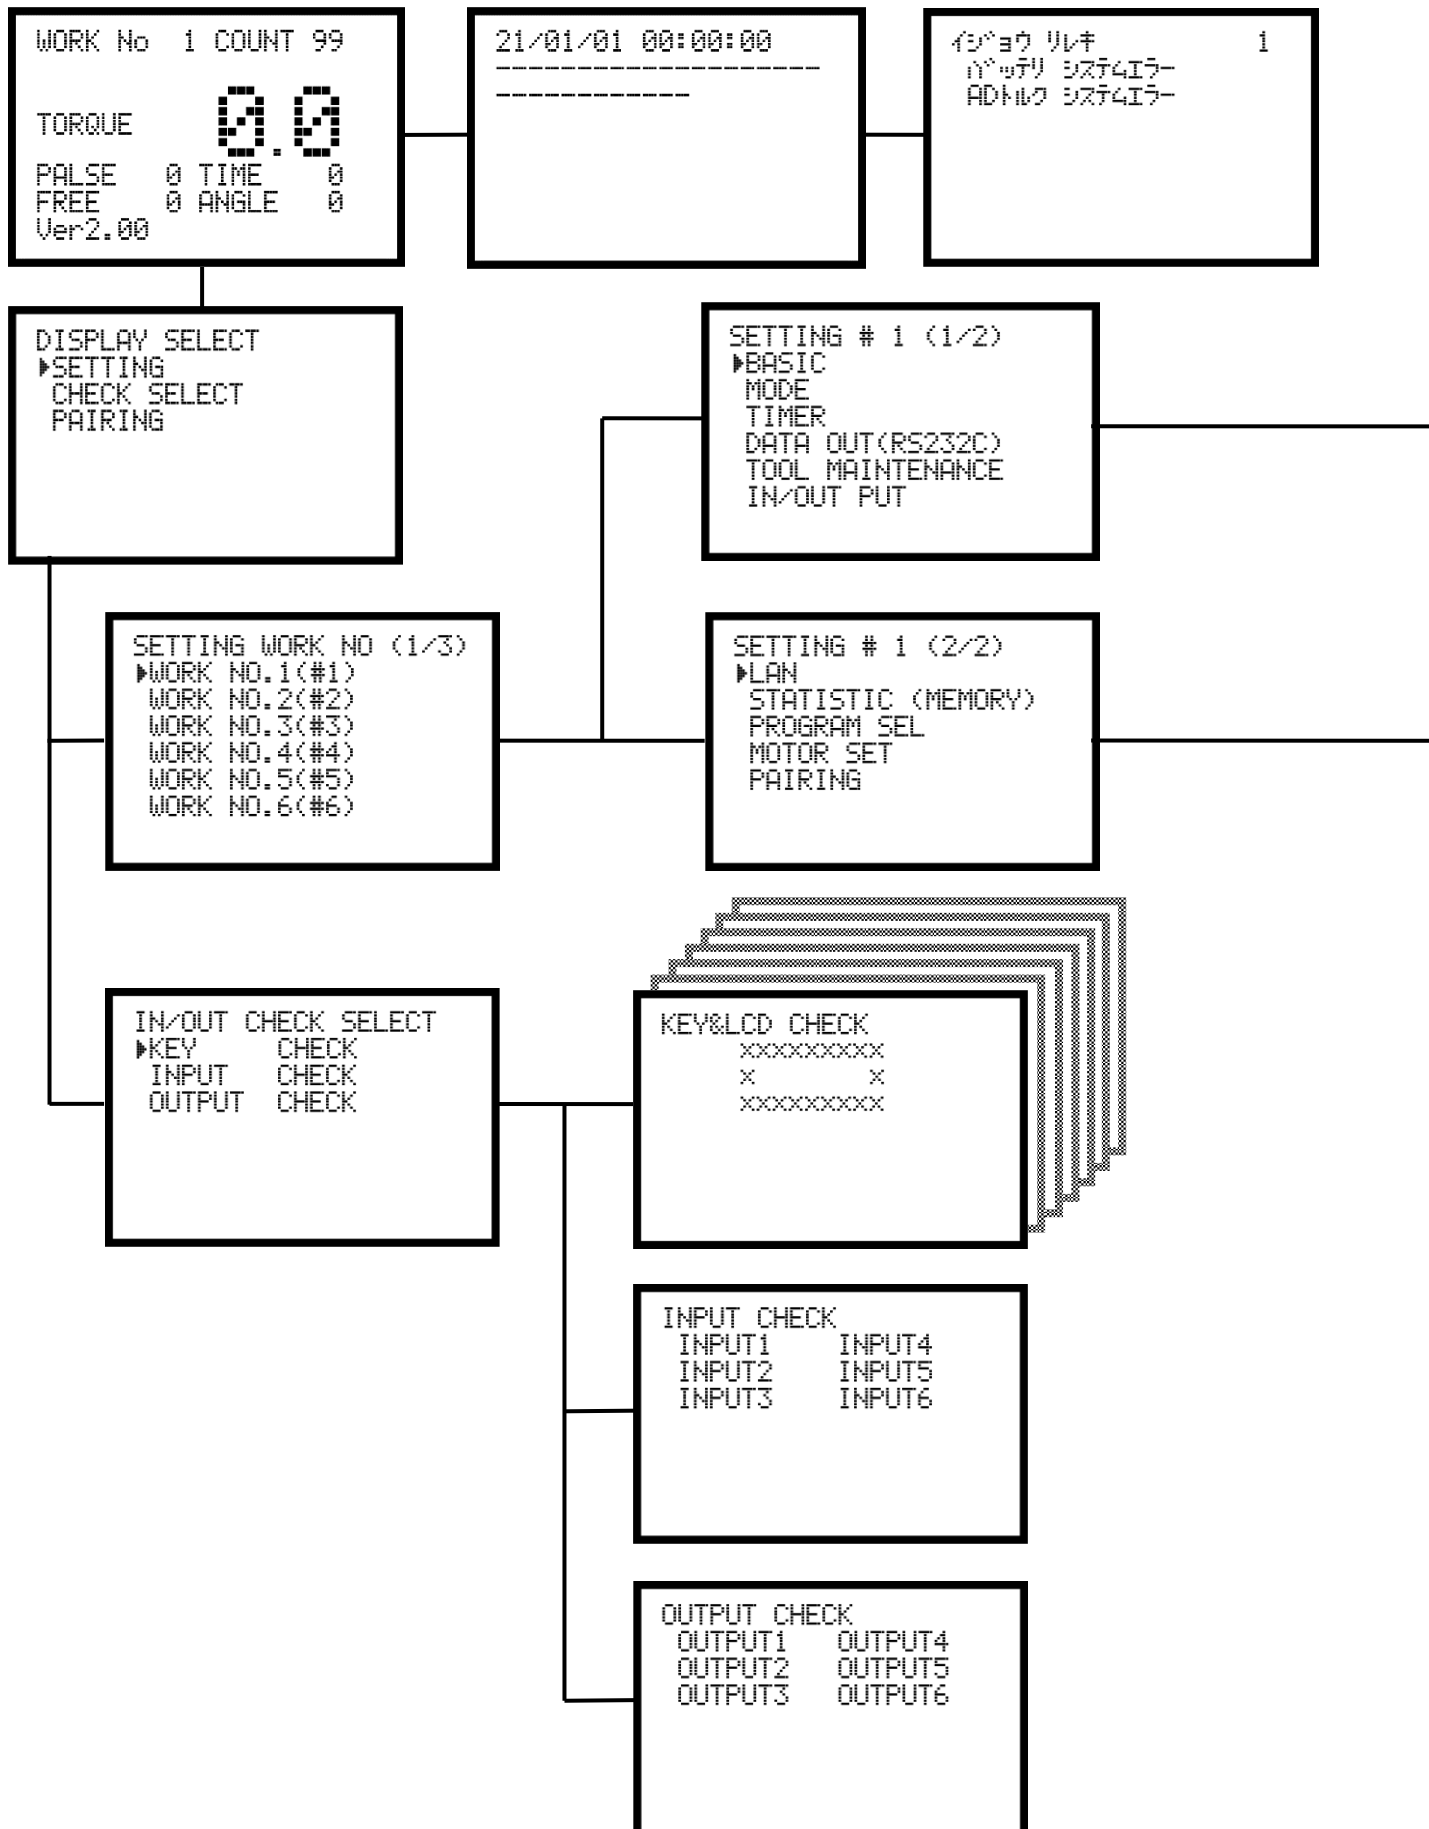 WORK No 1 COUNT 99
TORQUE 0.0
PALSE 0 TIME 0
FREE 0 ANGLE 0
Ver2.00
21/01/01 00:00:00
--------------------
------------
イジョウ リレキ 1
バッテリ システムエラー
ADトルク システムエラー
DISPLAY SELECT
▶SETTING
CHECK SELECT
PAIRING
SETTING # 1 (1/2)
▶BASIC
MODE
TIMER
DATA OUT(RS232C)
TOOL MAINTENANCE
IN/OUT PUT
SETTING WORK NO (1/3)
▶WORK NO.1(#1)
WORK NO.2(#2)
WORK NO.3(#3)
WORK NO.4(#4)
WORK NO.5(#5)
WORK NO.6(#6)
SETTING # 1 (2/2)
▶LAN
STATISTIC (MEMORY)
PROGRAM SEL
MOTOR SET
PAIRING
IN/OUT CHECK SELECT
▶KEY CHECK
INPUT CHECK
OUTPUT CHECK
KEY&LCD CHECK
xxxxxxxxx
x x
xxxxxxxxx
INPUT CHECK
INPUT1 INPUT4
INPUT2 INPUT5
INPUT3 INPUT6
OUTPUT CHECK
OUTPUT1 OUTPUT4
OUTPUT2 OUTPUT5
OUTPUT3 OUTPUT6